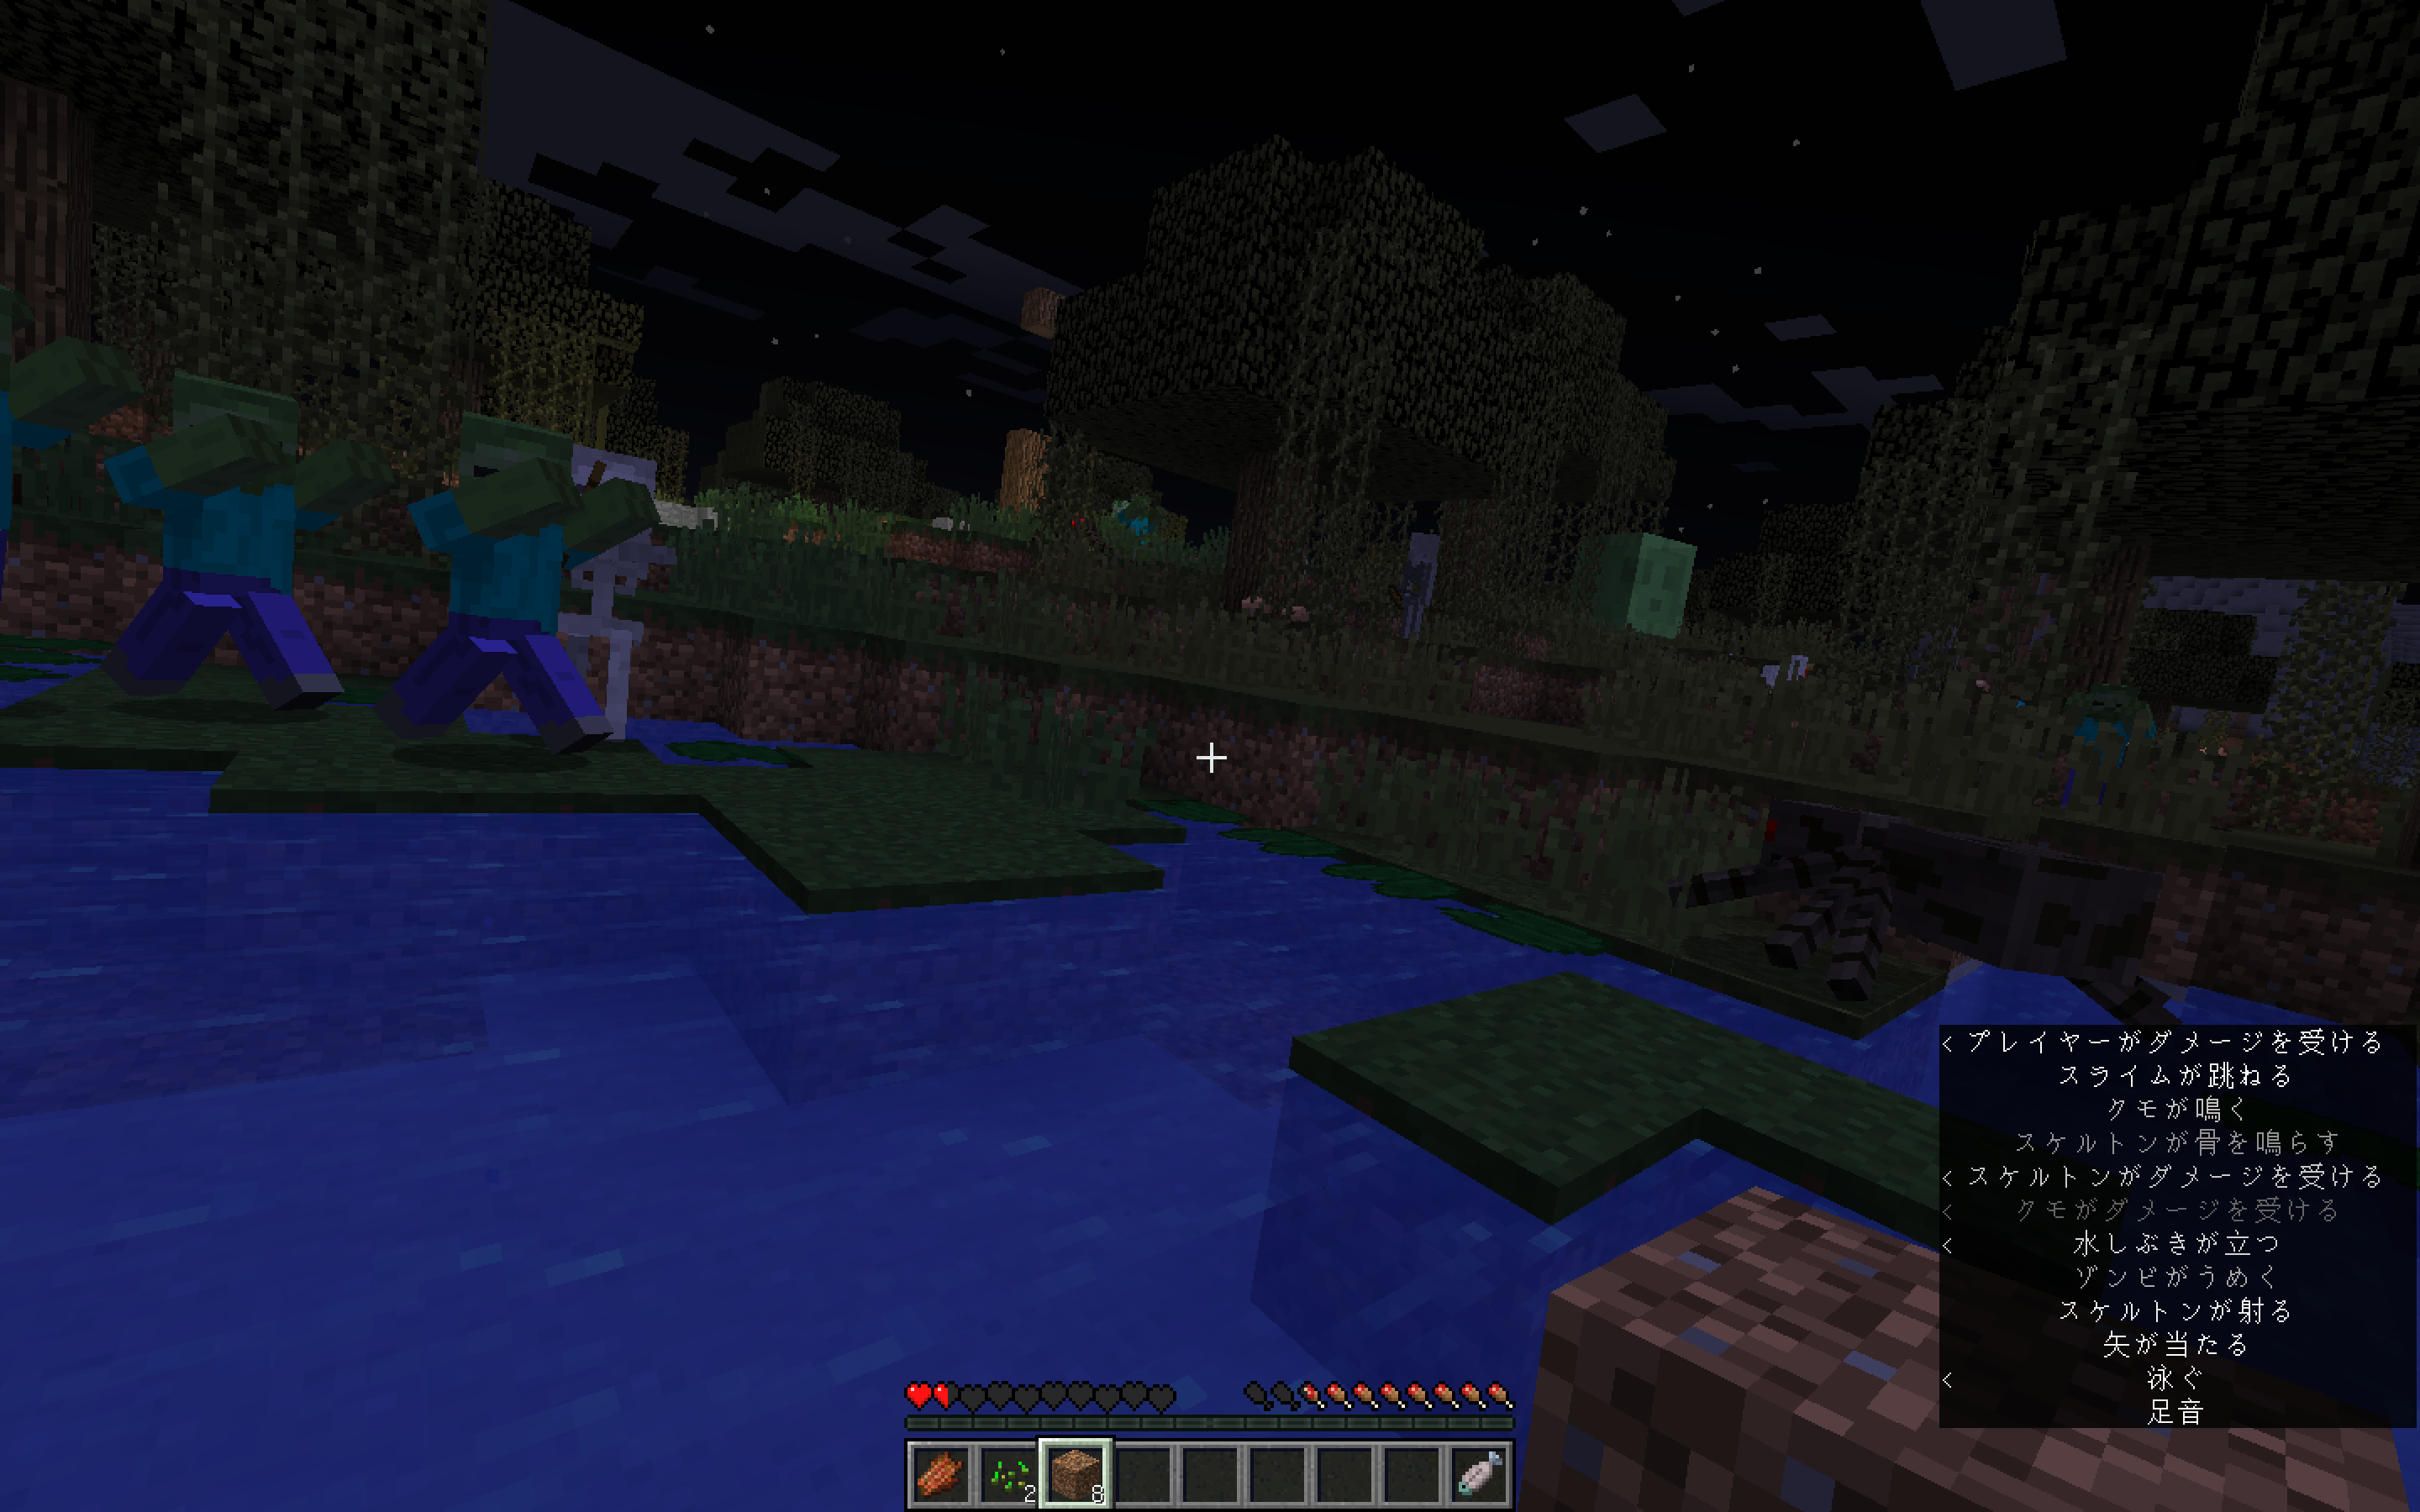 < プレイヤーがダメージを受ける
スライムが跳ねる
クモが鳴く
スケルトンが骨を鳴らす
< スケルトンがダメージを受ける
< クモがダメージを受ける
< 水しぶきが立つ
ゾンビがうめく
スケルトンが射る
矢が当たる
< 泳ぐ
足音
2 8